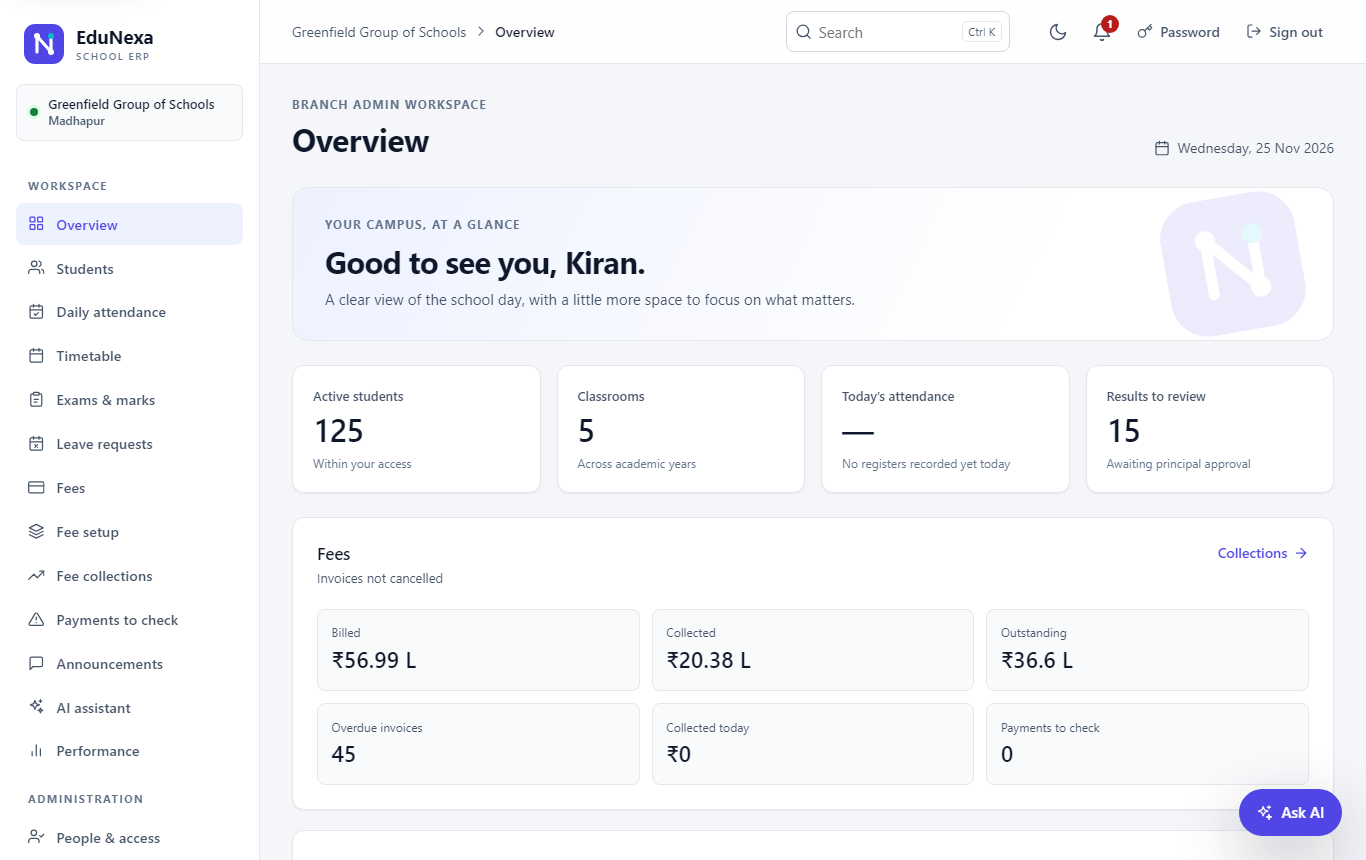 EduNexa
SCHOOL ERP
Greenfield Group of Schools
Madhapur
WORKSPACE
Overview
Students
Daily attendance
Timetable
Exams & marks
Leave requests
Fees
Fee setup
Fee collections
Payments to check
Announcements
AI assistant
Performance
ADMINISTRATION
People & access
Greenfield Group of Schools > Overview
Search Ctrl K
1
Password
Sign out
BRANCH ADMIN WORKSPACE
Overview
Wednesday, 25 Nov 2026
YOUR CAMPUS, AT A GLANCE
Good to see you, Kiran.
A clear view of the school day, with a little more space to focus on what matters.
Active students
125
Within your access
Classrooms
5
Across academic years
Today's attendance
—
No registers recorded yet today
Results to review
15
Awaiting principal approval
Fees
Collections →
Invoices not cancelled
Billed
₹56.99 L
Collected
₹20.38 L
Outstanding
₹36.6 L
Overdue invoices
45
Collected today
₹0
Payments to check
0
Ask AI